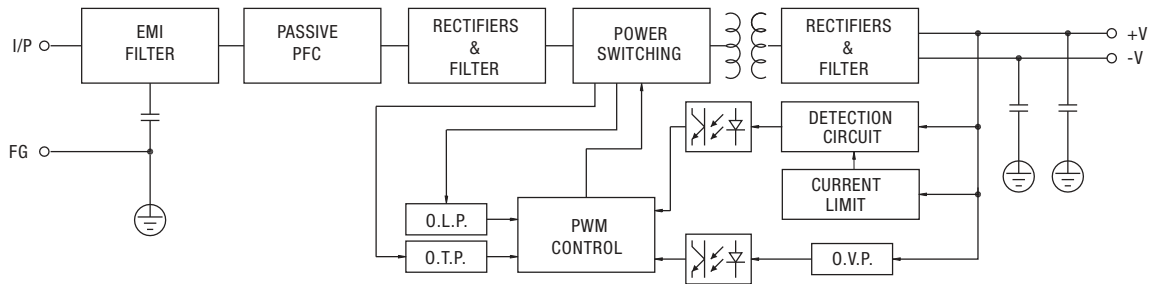 I/P
EMI
FILTER
PASSIVE
PFC
RECTIFIERS
&
FILTER
POWER
SWITCHING
RECTIFIERS
&
FILTER
+V
-V
FG
DETECTION
CIRCUIT
CURRENT
LIMIT
O.L.P.
O.T.P.
PWM
CONTROL
O.V.P.